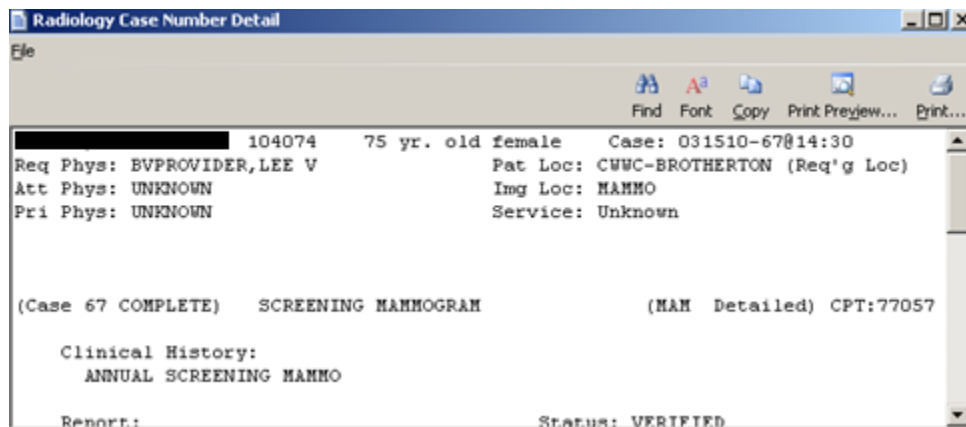 Radiology Case Number Detail
File
Find Font Copy Print Preview... Print...
104074 75 yr. old female Case: 031510-67@14:30
Req Phys: BVPROVIDER,LEE V Pat Loc: CWWC-BROTHERTON (Req'g Loc)
Att Phys: UNKNOWN Img Loc: MAMMO
Pri Phys: UNKNOWN Service: Unknown
(Case 67 COMPLETE) SCREENING MAMMOGRAM (MAM Detailed) CPT:77057
Clinical History:
ANNUAL SCREENING MAMMO
Report: Status: VERIFIED